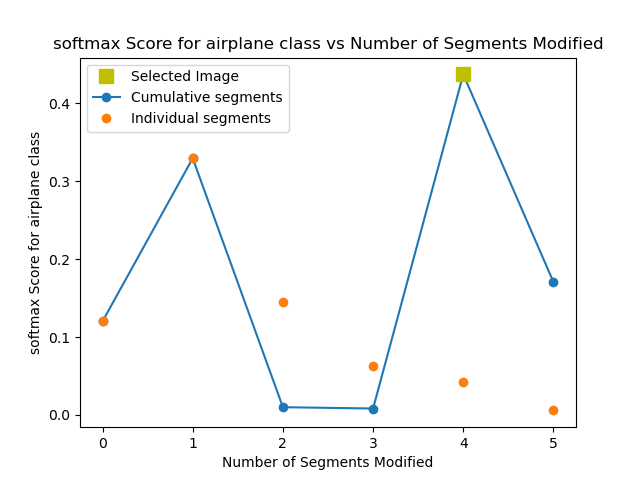 softmax Score for airplane class vs Number of Segments Modified
Selected Image
Cumulative segments
Individual segments
softmax Score for airplane class
0.4
0.3
0.2
0.1
0.0
0 1 2 3 4 5
Number of Segments Modified